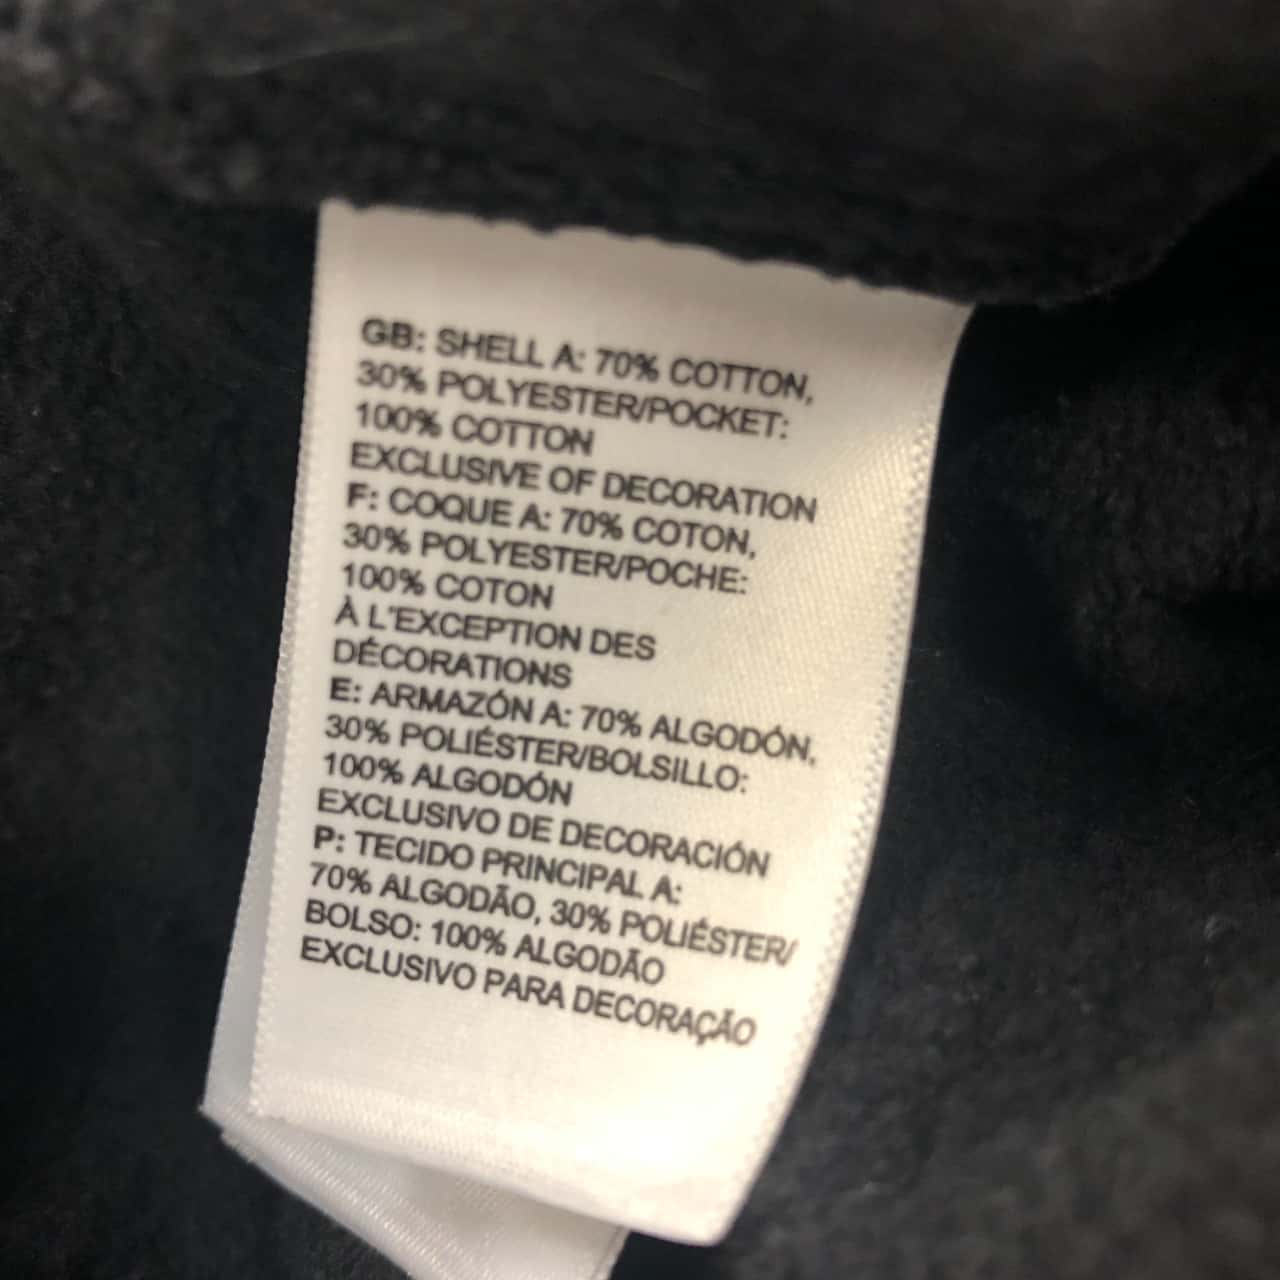 GB: SHELL A: 70% COTTON,
30% POLYESTER/POCKET:
100% COTTON
EXCLUSIVE OF DECORATION
F: COQUE A: 70% COTON,
30% POLYESTER/POCHE:
100% COTON
À L'EXCEPTION DES
DÉCORATIONS
E: ARMAZÓN A: 70% ALGODÓN,
30% POLIÉSTER/BOLSILLO:
100% ALGODÓN
EXCLUSIVO DE DECORACIÓN
P: TECIDO PRINCIPAL A:
70% ALGODÃO, 30% POLIÉSTER/
BOLSO: 100% ALGODÃO
EXCLUSIVO PARA DECORAÇÃO